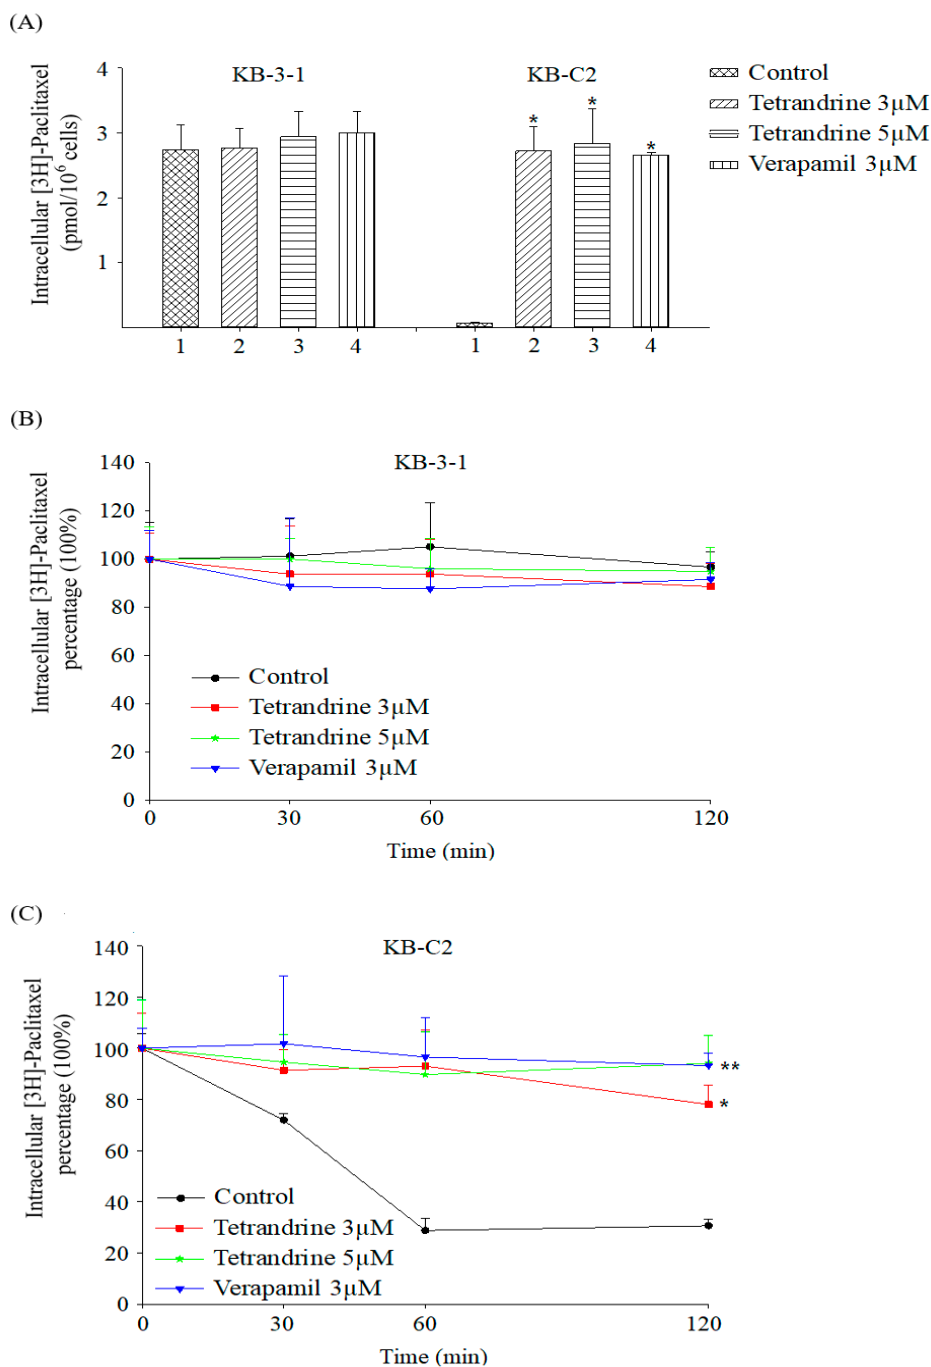 (A)
KB-3-1
KB-C2
Control
Tetrandrine 3μM
Tetrandrine 5μM
Verapamil 3μM
Intracellular [3H]-Paclitaxel
(pmol/10⁶ cells)
4
3
2
1
*
*
*
1 2 3 4 1 2 3 4
(B)
KB-3-1
Intracellular [3H]-Paclitaxel
percentage (100%)
140
120
100
80
60
40
20
0
Control
Tetrandrine 3μM
Tetrandrine 5μM
Verapamil 3μM
0 30 60 120
Time (min)
(C)
KB-C2
Intracellular [3H]-Paclitaxel
percentage (100%)
140
120
100
80
60
40
20
0
**
*
Control
Tetrandrine 3μM
Tetrandrine 5μM
Verapamil 3μM
0 30 60 120
Time (min)